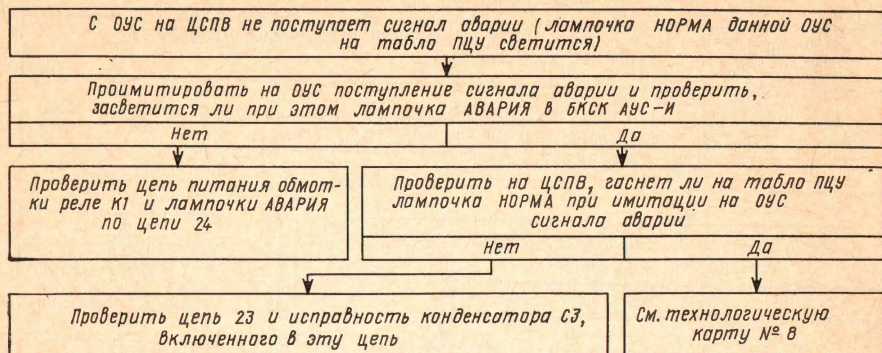 С ОУС на ЦСПВ не поступает сигнал аварии (лампочка НОРМА данной ОУС
на табло ПЦУ светится)
Проимитировать на ОУС поступление сигнала аварии и проверить,
засветится ли при этом лампочка АВАРИЯ в БКСК АУС-И
Нет
Да
Проверить цепь питания обмот-
ки реле К1 и лампочки АВАРИЯ
по цепи 24
Проверить на ЦСПВ, гаснет ли на табло ПЦУ
лампочка НОРМА при имитации на ОУС
сигнала аварии
Нет
Да
Проверить цепь 23 и исправность конденсатора С3,
включенного в эту цепь
См. технологическую
карту № 8